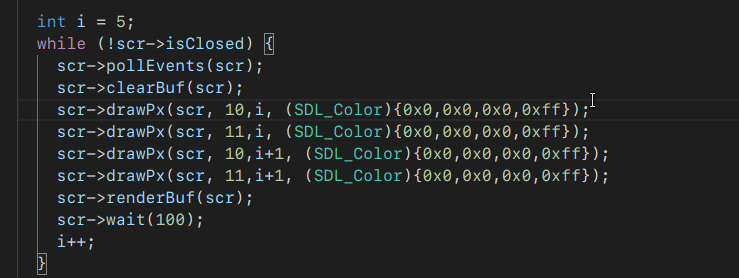 int i = 5;
while (!scr->isClosed) {
scr->pollEvents(scr);
scr->clearBuf(scr);
scr->drawPx(scr, 10,i, (SDL_Color){0x0,0x0,0x0,0xff});
scr->drawPx(scr, 11,i, (SDL_Color){0x0,0x0,0x0,0xff});
scr->drawPx(scr, 10,i+1, (SDL_Color){0x0,0x0,0x0,0xff});
scr->drawPx(scr, 11,i+1, (SDL_Color){0x0,0x0,0x0,0xff});
scr->renderBuf(scr);
scr->wait(100);
i++;
}